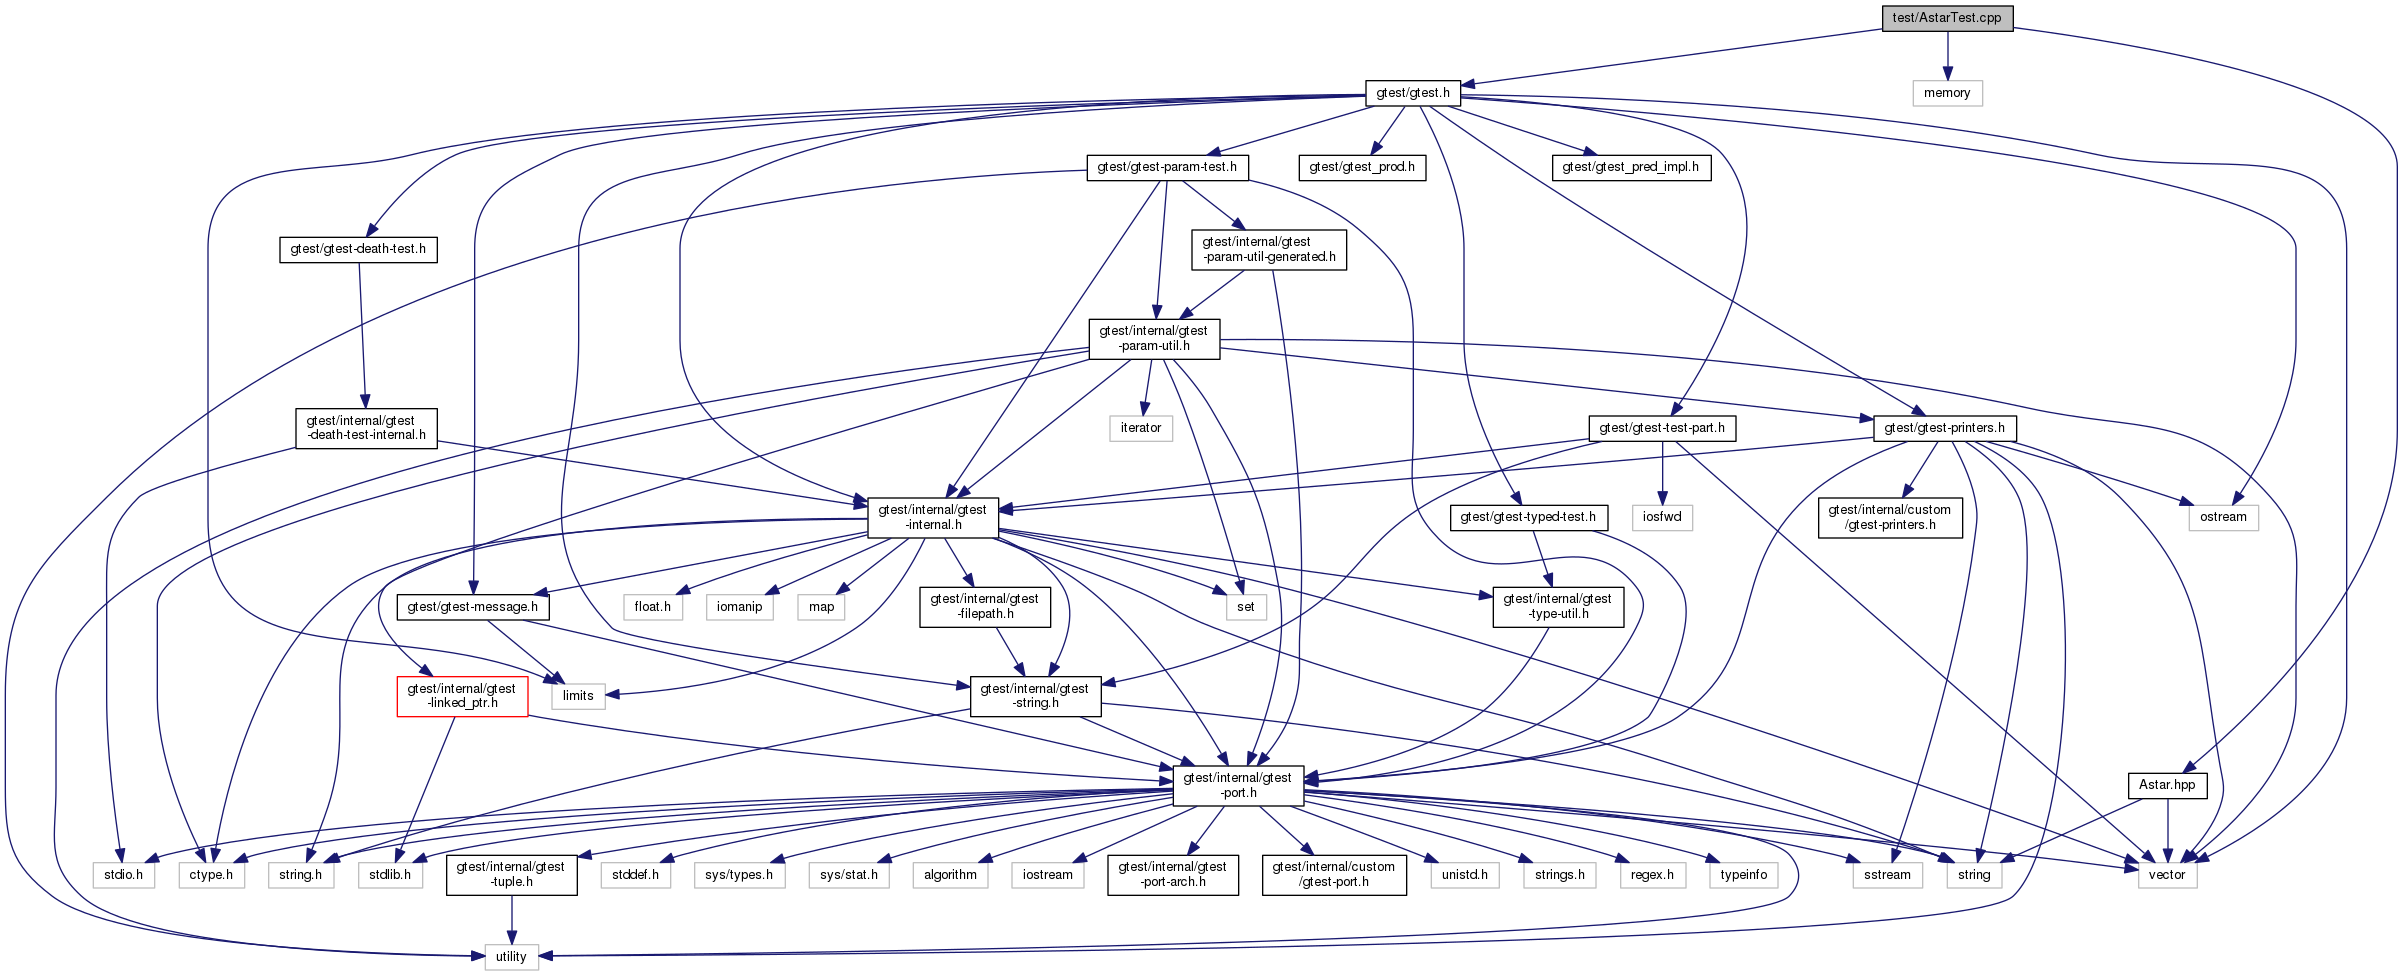 test/AstarTest.cpp
gtest/gtest.h
memory
gtest/gtest-param-test.h
gtest/gtest_prod.h
gtest/gtest_pred_impl.h
gtest/gtest-death-test.h
gtest/internal/gtest
-param-util-generated.h
gtest/internal/gtest
-param-util.h
gtest/internal/gtest
-death-test-internal.h
iterator
gtest/gtest-test-part.h
gtest/gtest-printers.h
gtest/internal/gtest
-internal.h
gtest/gtest-typed-test.h
iosfwd
gtest/internal/custom
/gtest-printers.h
ostream
gtest/gtest-message.h
float.h
iomanip
map
gtest/internal/gtest
-filepath.h
set
gtest/internal/gtest
-type-util.h
gtest/internal/gtest
-linked_ptr.h
limits
gtest/internal/gtest
-string.h
gtest/internal/gtest
-port.h
Astar.hpp
stdio.h
ctype.h
string.h
stdlib.h
gtest/internal/gtest
-tuple.h
stddef.h
sys/types.h
sys/stat.h
algorithm
iostream
gtest/internal/gtest
-port-arch.h
gtest/internal/custom
/gtest-port.h
unistd.h
strings.h
regex.h
typeinfo
sstream
string
vector
utility